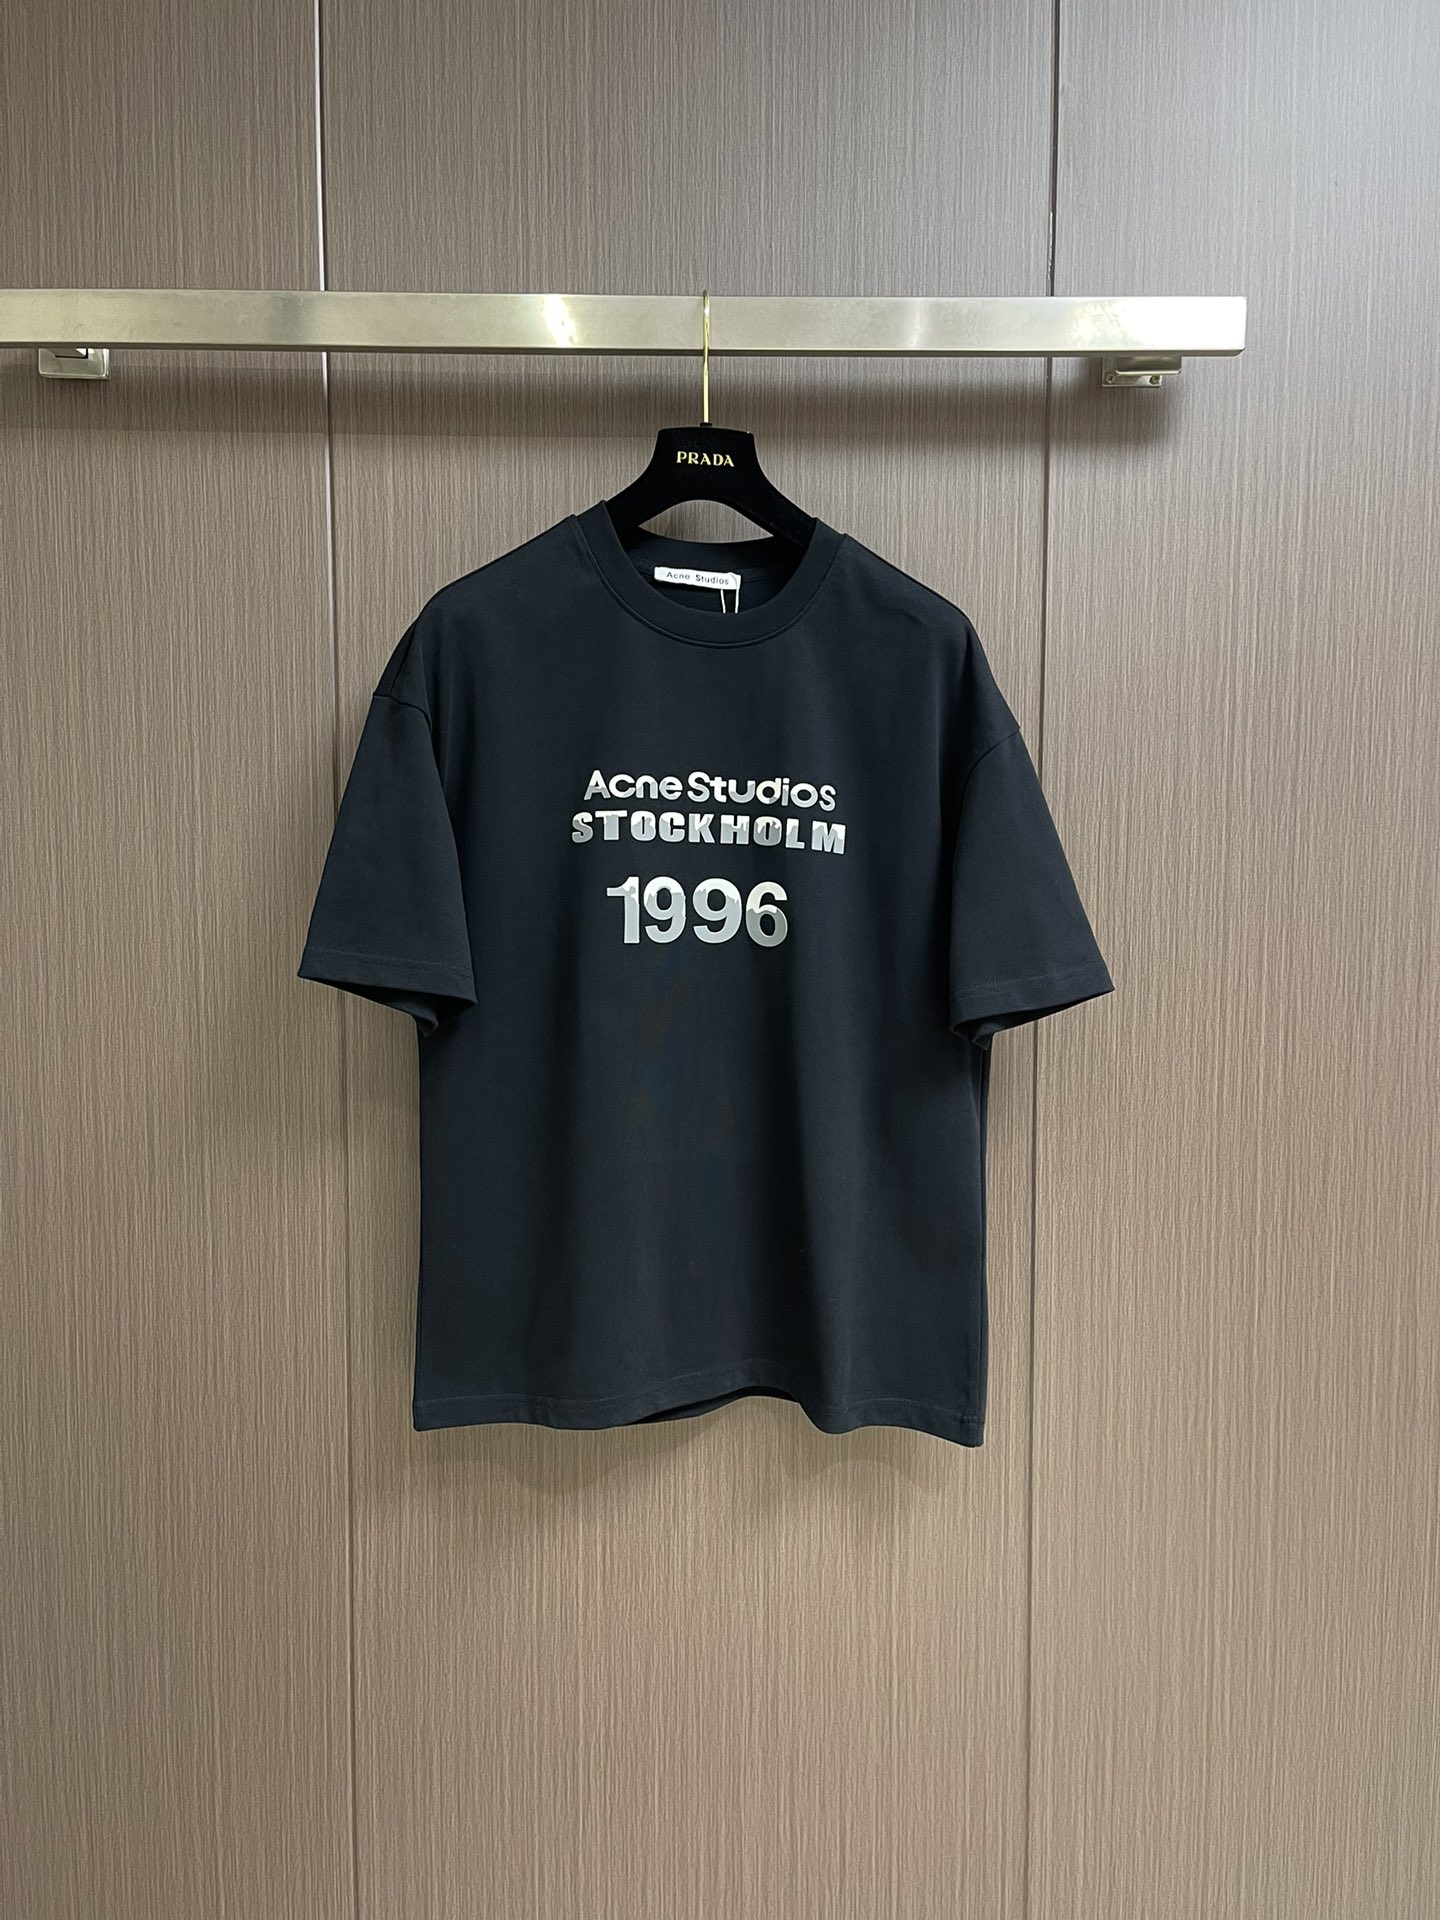 PRADA
Acne Studios
Acne Studios
STOCKHOLM
1996